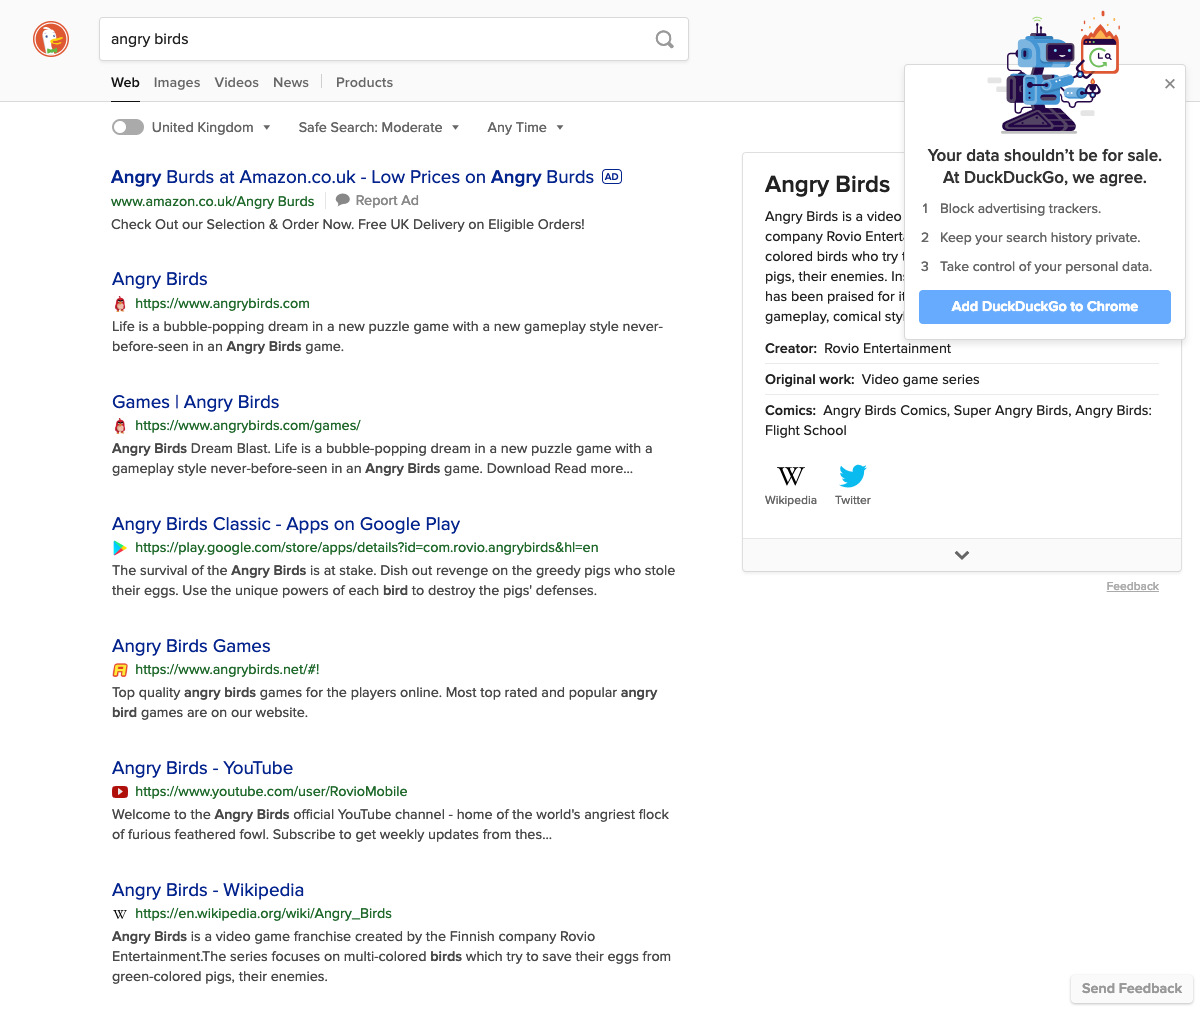 angry birds
Web Images Videos News Products
United Kingdom Safe Search: Moderate Any Time
Angry Burds at Amazon.co.uk - Low Prices on Angry Burds AD
www.amazon.co.uk/Angry Burds Report Ad
Check Out our Selection & Order Now. Free UK Delivery on Eligible Orders!
Angry Birds
https://www.angrybirds.com
Life is a bubble-popping dream in a new puzzle game with a new gameplay style never-
before-seen in an Angry Birds game.
Games | Angry Birds
https://www.angrybirds.com/games/
Angry Birds Dream Blast. Life is a bubble-popping dream in a new puzzle game with a
gameplay style never-before-seen in an Angry Birds game. Download Read more...
Angry Birds Classic - Apps on Google Play
https://play.google.com/store/apps/details?id=com.rovio.angrybirds&hl=en
The survival of the Angry Birds is at stake. Dish out revenge on the greedy pigs who stole
their eggs. Use the unique powers of each bird to destroy the pigs' defenses.
Angry Birds Games
https://www.angrybirds.net/#!
Top quality angry birds games for the players online. Most top rated and popular angry
bird games are on our website.
Angry Birds - YouTube
https://www.youtube.com/user/RovioMobile
Welcome to the Angry Birds official YouTube channel - home of the world's angriest flock
of furious feathered fowl. Subscribe to get weekly updates from thes...
Angry Birds - Wikipedia
W https://en.wikipedia.org/wiki/Angry_Birds
Angry Birds is a video game franchise created by the Finnish company Rovio
Entertainment.The series focuses on multi-colored birds which try to save their eggs from
green-colored pigs, their enemies.
Your data shouldn't be for sale.
At DuckDuckGo, we agree.
1 Block advertising trackers.
2 Keep your search history private.
3 Take control of your personal data.
Add DuckDuckGo to Chrome
Angry Birds
Angry Birds is a video
company Rovio
colored birds who try
pigs, their enemies.
has been praised for
gameplay, comical
Creator: Rovio Entertainment
Original work: Video game series
Comics: Angry Birds Comics, Super Angry Birds, Angry Birds:
Flight School
W
Wikipedia Twitter
Feedback
Send Feedback